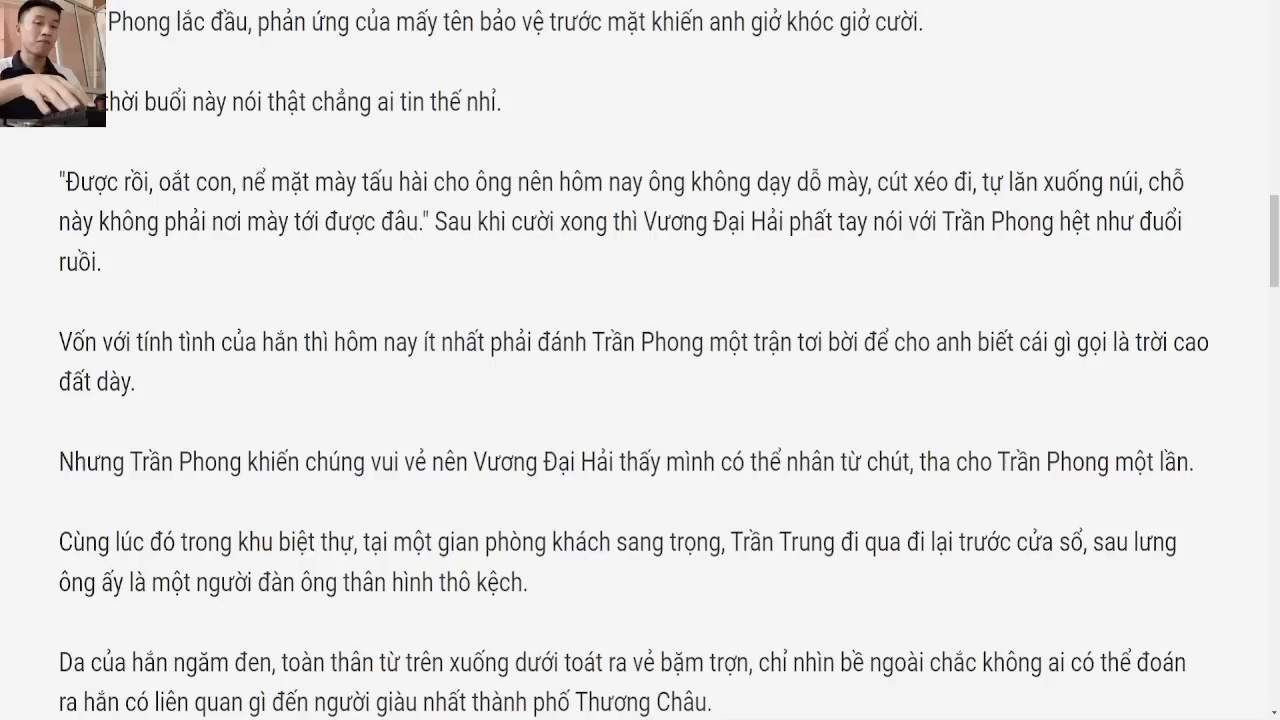 Phong lắc đầu, phản ứng của mấy tên bảo vệ trước mặt khiến anh giở khóc giở cười.
thời buổi này nói thật chẳng ai tin thế nhỉ.
"Được rồi, oắt con, nể mặt mày tấu hài cho ông nên hôm nay ông không dạy dỗ mày, cút xéo đi, tự lăn xuống núi, chỗ
này không phải nơi mày tới được đâu." Sau khi cười xong thì Vương Đại Hải phất tay nói với Trần Phong hệt như đuổi
ruồi.
Vốn với tính tình của hắn thì hôm nay ít nhất phải đánh Trần Phong một trận tơi bời để cho anh biết cái gì gọi là trời cao
đất dày.
Nhưng Trần Phong khiến chúng vui vẻ nên Vương Đại Hải thấy mình có thể nhân từ chút, tha cho Trần Phong một lần.
Cùng lúc đó trong khu biệt thự, tại một gian phòng khách sang trọng, Trần Trung đi qua đi lại trước cửa sổ, sau lưng
ông ấy là một người đàn ông thân hình thô kệch.
Da của hắn ngăm đen, toàn thân từ trên xuống dưới toát ra vẻ bặm trợn, chỉ nhìn bề ngoài chắc không ai có thể đoán
ra hắn có liên quan gì đến người giàu nhất thành phố Thương Châu.